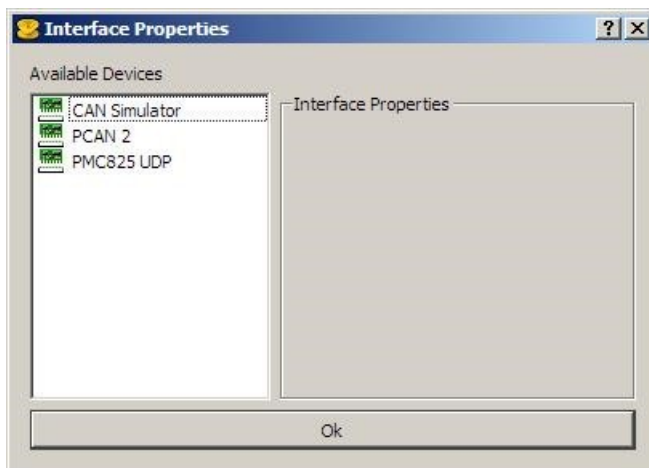 Interface Properties
Available Devices
CAN Simulator
PCAN 2
PMC825 UDP
Interface Properties
Ok